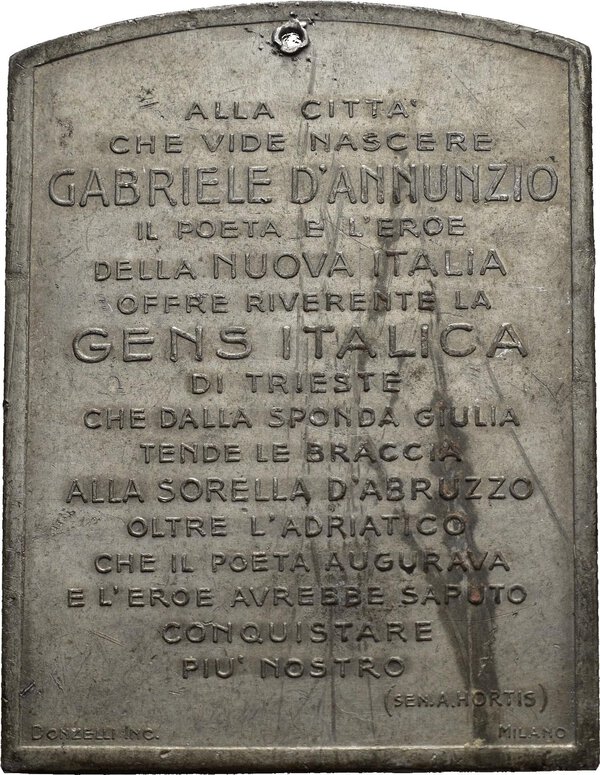 ALLA CITTA'
CHE VIDE NASCERE
GABRIELE D'ANNUNZIO
IL POETA E L'EROE
DELLA NUOVA ITALIA
OFFRE RIVERENTE LA
GENS ITALICA
DI TRIESTE
CHE DALLA SPONDA GIULIA
TENDE LE BRACCIA
ALLA SORELLA D'ABRUZZO
OLTRE L'ADRIATICO
CHE IL POETA AUGURAVA
E L'EROE AVREBBE SAPUTO
CONQUISTARE
PIU' NOSTRO
(SEN. A. HORTIS)
DONZELLI INC. MILANO